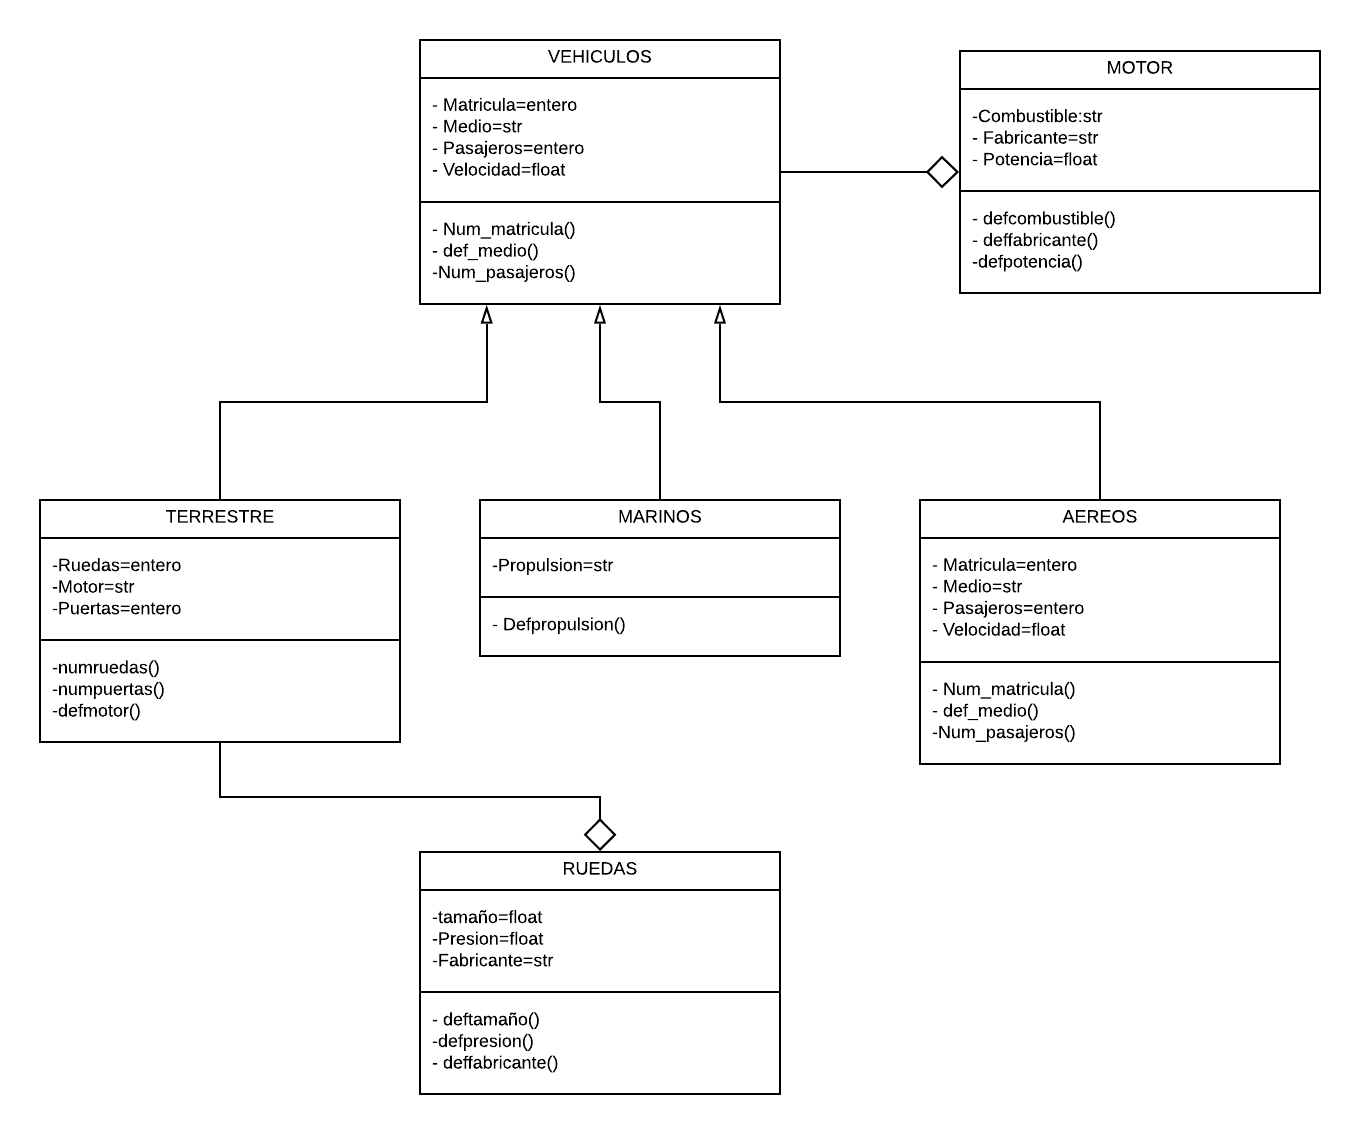 VEHICULOS
- Matricula=entero
- Medio=str
- Pasajeros=entero
- Velocidad=float
- Num_matricula()
- def_medio()
-Num_pasajeros()
MOTOR
-Combustible:str
- Fabricante=str
- Potencia=float
- defcombustible()
- deffabricante()
-defpotencia()
TERRESTRE
-Ruedas=entero
-Motor=str
-Puertas=entero
-numruedas()
-numpuertas()
-defmotor()
MARINOS
-Propulsion=str
- Defpropulsion()
AEREOS
- Matricula=entero
- Medio=str
- Pasajeros=entero
- Velocidad=float
- Num_matricula()
- def_medio()
-Num_pasajeros()
RUEDAS
-tamaño=float
-Presion=float
-Fabricante=str
- deftamaño()
-defpresion()
- deffabricante()